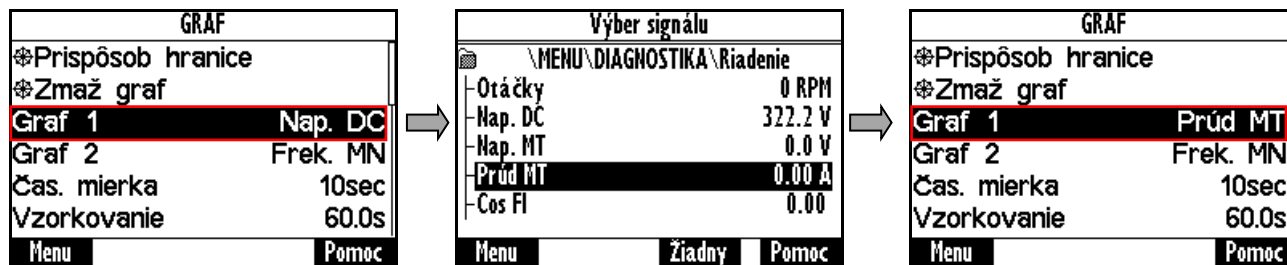 GRAF
Prispôsob hranice
Zmaž graf
Graf 1 Nap. DC
Graf 2 Frek. MN
Čas. mierka 10sec
Vzorkovanie 60.0s
Menu Pomoc
Výber signálu
\MENU\DIAGNOSTIKA\Riadenie
Otáčky 0 RPM
Nap. DC 322.2 V
Nap. MT 0.0 V
Prúd MT 0.00 A
Cos FI 0.00
Menu Žiadny Pomoc
GRAF
Prispôsob hranice
Zmaž graf
Graf 1 Prúd MT
Graf 2 Frek. MN
Čas. mierka 10sec
Vzorkovanie 60.0s
Menu Pomoc